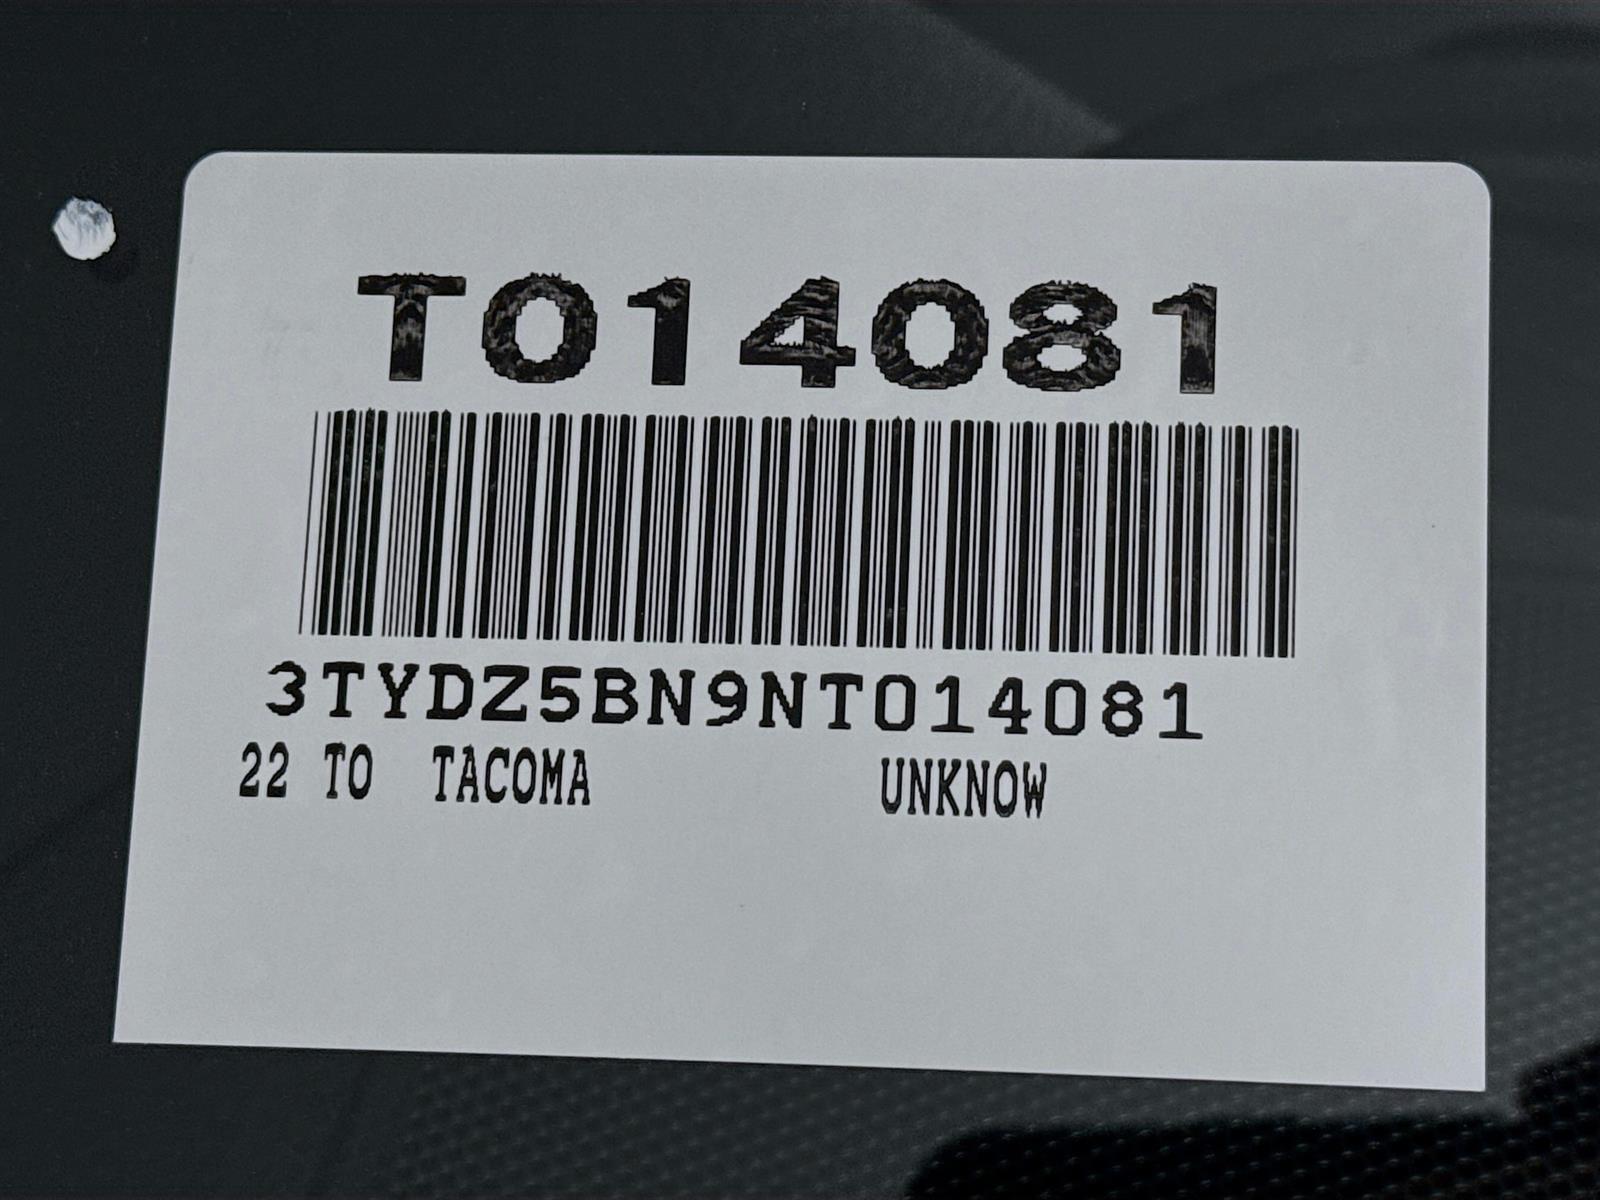 T014081
3TYDZ5BN9NT014081
22 TO TACOMA UNKNOW